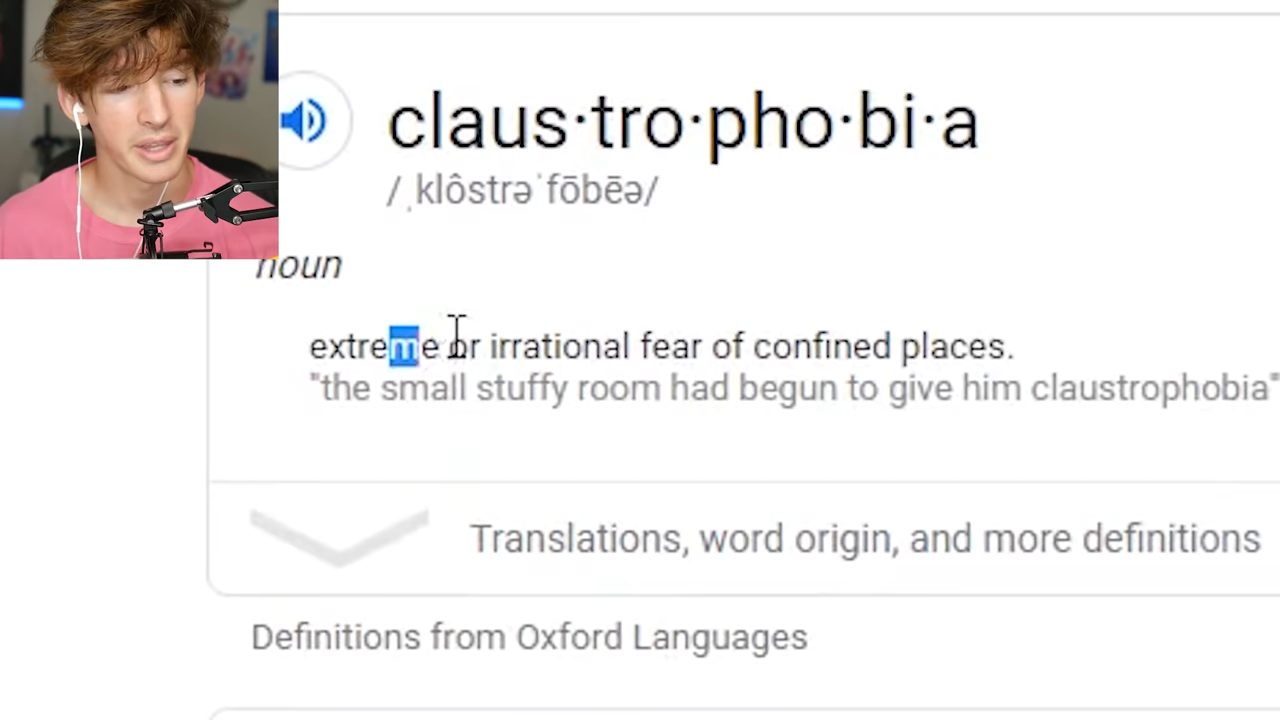 claus·tro·pho·bi·a
/ˌklôstrəˈfōbēə/
noun
extreme or irrational fear of confined places.
"the small stuffy room had begun to give him claustrophobia"
Translations, word origin, and more definitions
Definitions from Oxford Languages